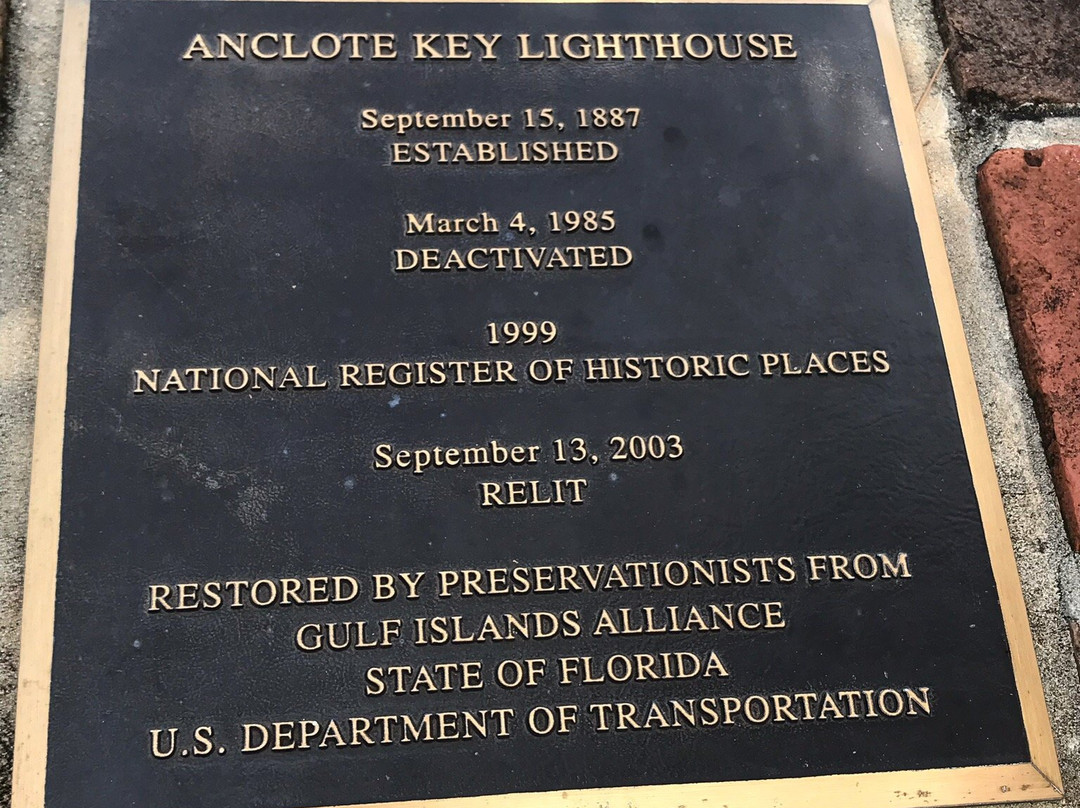 ANCLOTE KEY LIGHTHOUSE
September 15, 1887
ESTABLISHED
March 4, 1985
DEACTIVATED
1999
NATIONAL REGISTER OF HISTORIC PLACES
September 13, 2003
RELIT
RESTORED BY PRESERVATIONISTS FROM
GULF ISLANDS ALLIANCE
STATE OF FLORIDA
U.S. DEPARTMENT OF TRANSPORTATION